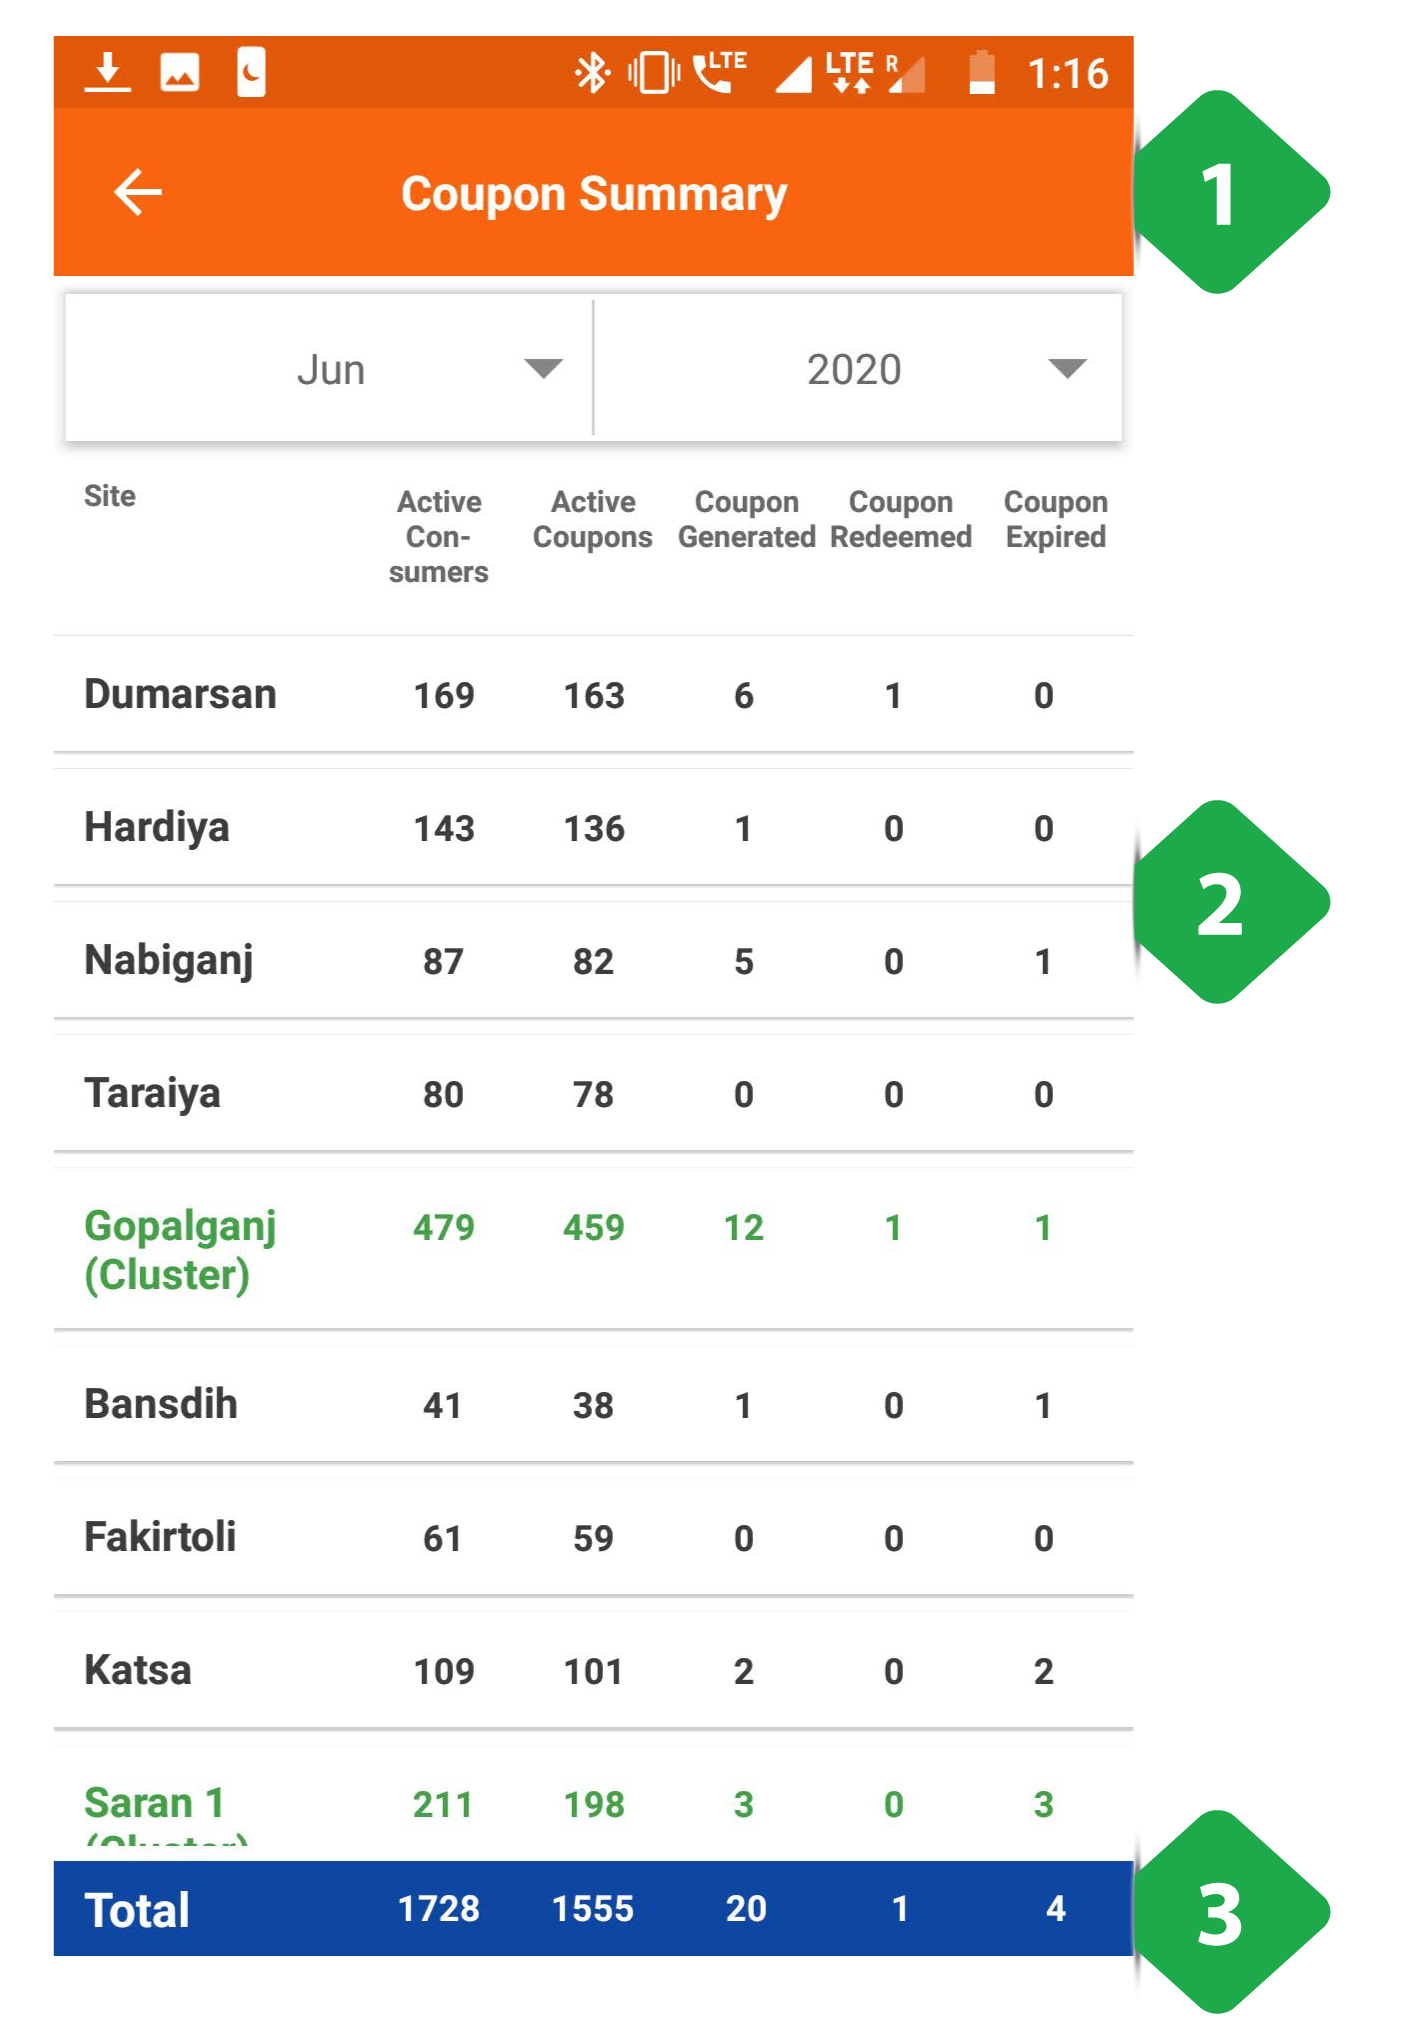 LTE LTE R 1:16
Coupon Summary
1
Jun 2020
Site Active Con-sumers Active Coupons Coupon Generated Coupon Redeemed Coupon Expired
Dumarsan 169 163 6 1 0
Hardiya 143 136 1 0 0
2
Nabiganj 87 82 5 0 1
Taraiya 80 78 0 0 0
Gopalganj 479 459 12 1 1
(Cluster)
Bansdih 41 38 1 0 1
Fakirtoli 61 59 0 0 0
Katsa 109 101 2 0 2
Saran 1 211 198 3 0 3
(Cluster)
Total 1728 1555 20 1 4
3